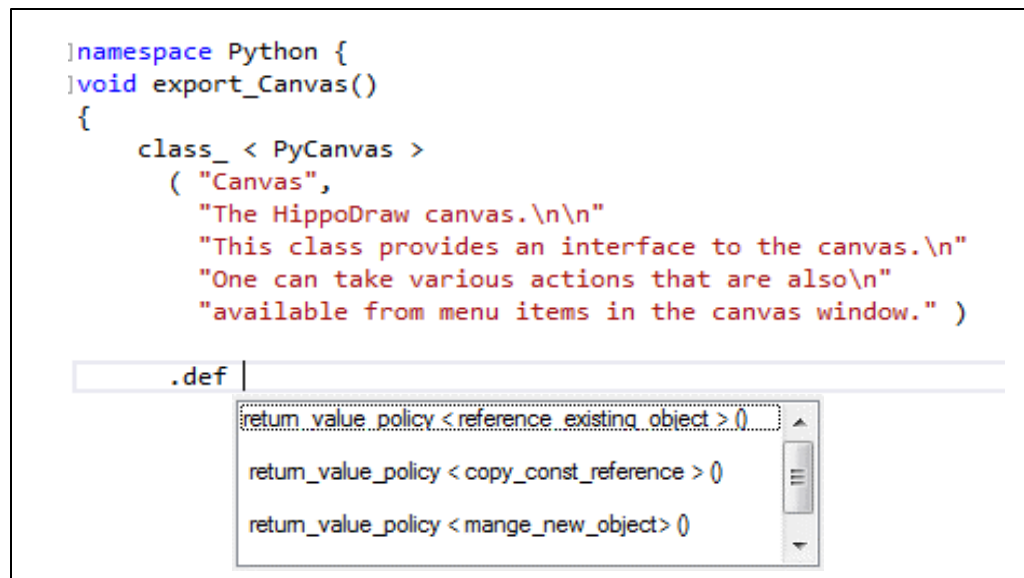 namespace Python {
void export_Canvas()
{
class_ < PyCanvas >
( "Canvas",
"The HippoDraw canvas.\n\n"
"This class provides an interface to the canvas.\n"
"One can take various actions that are also\n"
"available from menu items in the canvas window." )
.def
return_value_policy < reference_existing_object > ()
return_value_policy < copy_const_reference > ()
return_value_policy < mange_new_object> ()